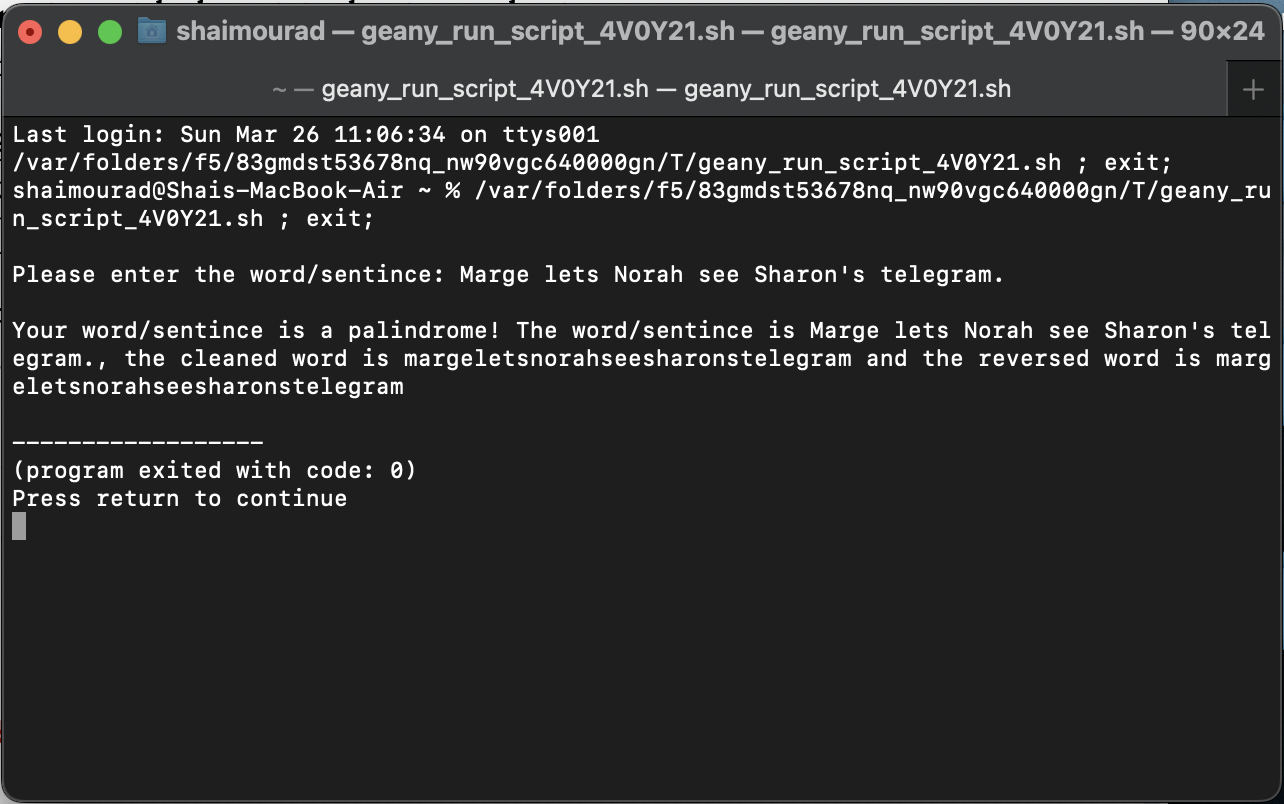 shaimourad — geany_run_script_4V0Y21.sh — geany_run_script_4V0Y21.sh — 90×24
~ — geany_run_script_4V0Y21.sh — geany_run_script_4V0Y21.sh
+
Last login: Sun Mar 26 11:06:34 on ttys001
/var/folders/f5/83gmdst53678nq_nw90vgc640000gn/T/geany_run_script_4V0Y21.sh ; exit;
shaimourad@Shais-MacBook-Air ~ % /var/folders/f5/83gmdst53678nq_nw90vgc640000gn/T/geany_ru
n_script_4V0Y21.sh ; exit;
Please enter the word/sentince: Marge lets Norah see Sharon's telegram.
Your word/sentince is a palindrome! The word/sentince is Marge lets Norah see Sharon's tel
egram., the cleaned word is margeletsnorahseesharonstelegram and the reversed word is marg
eletsnorahseesharonstelegram
------------------
(program exited with code: 0)
Press return to continue